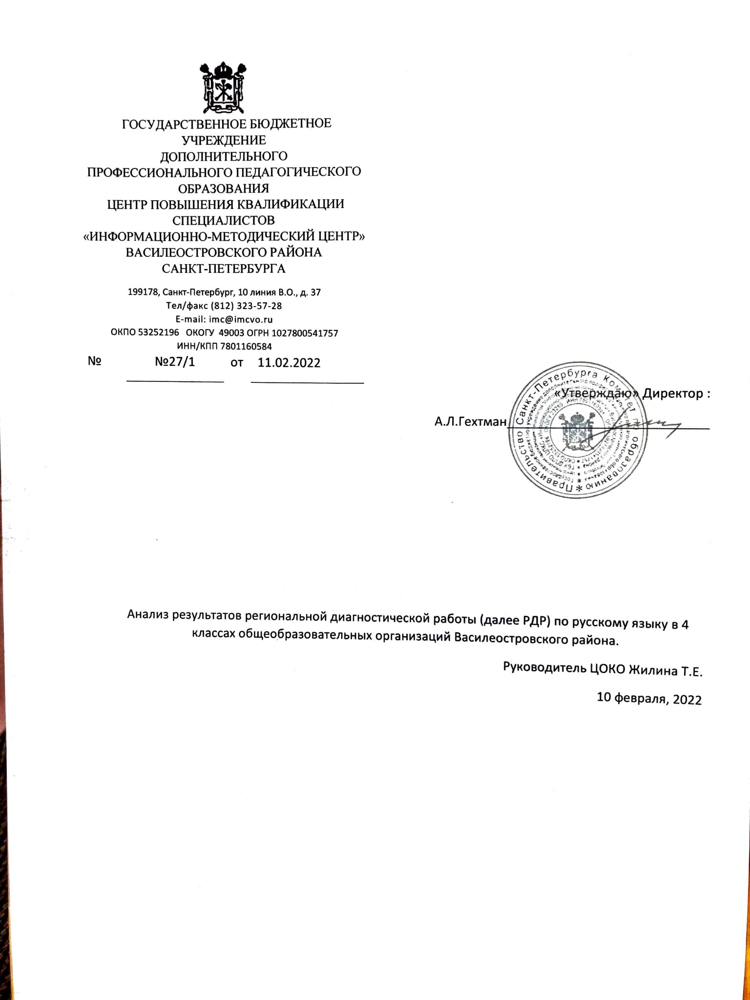 ГОСУДАРСТВЕННОЕ БЮДЖЕТНОЕ
УЧРЕЖДЕНИЕ
ДОПОЛНИТЕЛЬНОГО
ПРОФЕССИОНАЛЬНОГО ПЕДАГОГИЧЕСКОГО
ОБРАЗОВАНИЯ
ЦЕНТР ПОВЫШЕНИЯ КВАЛИФИКАЦИИ
СПЕЦИАЛИСТОВ
«ИНФОРМАЦИОННО-МЕТОДИЧЕСКИЙ ЦЕНТР»
ВАСИЛЕОСТРОВСКОГО РАЙОНА
САНКТ-ПЕТЕРБУРГА
199178, Санкт-Петербург, 10 линия В.О., д. 37
Тел/факс (812) 323-57-28
E-mail: imc@imcvo.ru
ОКПО 53252196 ОКОГУ 49003 ОГРН 1027800541757
ИНН/КПП 7801160584
№ №27/1 от 11.02.2022
«Утверждаю» Директор :
А.Л.Гехтман
Правительство Санкт-Петербурга Комитет по образованию
Анализ результатов региональной диагностической работы (далее РДР) по русскому языку в 4
классах общеобразовательных организаций Василеостровского района.
Руководитель ЦОКО Жилина Т.Е.
10 февраля, 2022